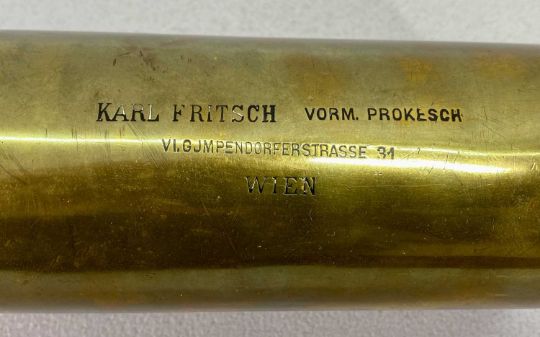 KARL FRITSCH VORM. PROKESCH
VI. GUMPENDORFERSTRASSE 31
WIEN